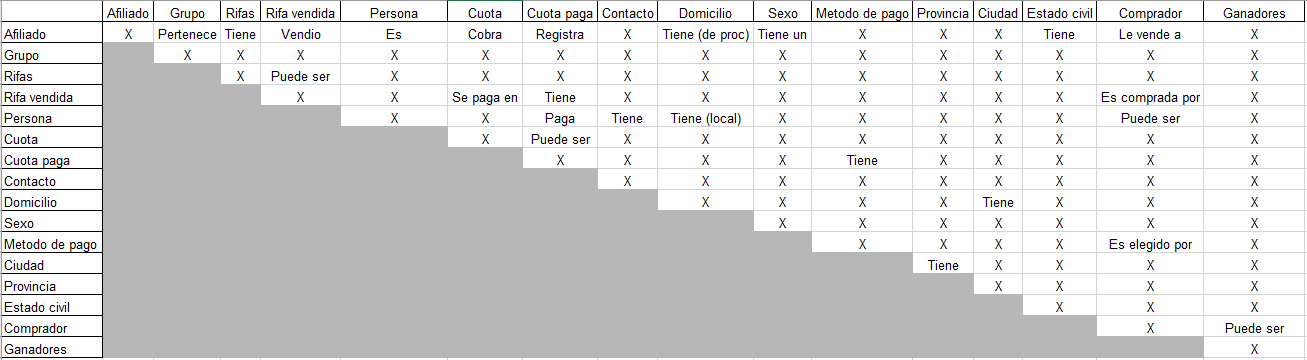 Afiliado Grupo Rifas Rifa vendida Persona Cuota Cuota paga Contacto Domicilio Sexo Metodo de pago Provincia Ciudad Estado civil Comprador Ganadores
Afiliado X Pertenece Tiene Vendio Es Cobra Registra X Tiene (de proc) Tiene un X X X Tiene Le vende a X
Grupo X X X X X X X X X X X X X X X
Rifas X Puede ser X X X X X X X X X X X X
Rifa vendida X X Se paga en Tiene X X X X X X X Es comprada por X
Persona X X Paga Tiene Tiene (local) X X X X X Puede ser X
Cuota X Puede ser X X X X X X X X X
Cuota paga X X X X Tiene X X X X X
Contacto X X X X X X X X X
Domicilio X X X X Tiene X X X
Sexo X X X X X X X
Metodo de pago X X X X Es elegido por X
Ciudad Tiene X X X X
Provincia X X X X
Estado civil X X X
Comprador X Puede ser
Ganadores X